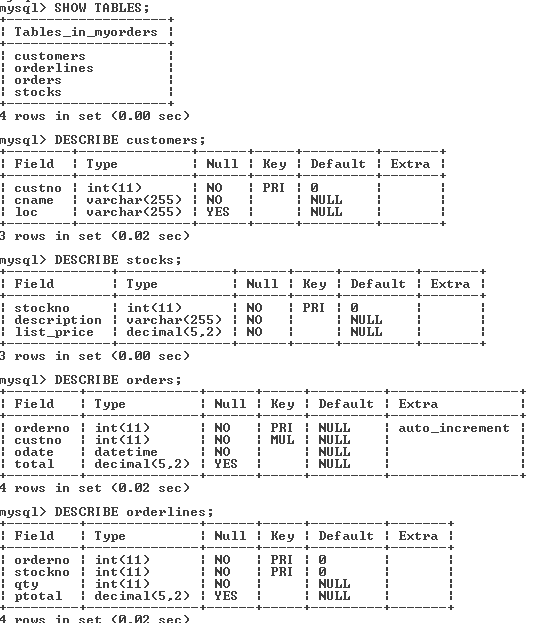 mysql> SHOW TABLES;
+--------------------+
| Tables_in_myorders |
+--------------------+
| customers          |
| orderlines         |
| orders             |
| stocks             |
+--------------------+
4 rows in set (0.00 sec)
mysql> DESCRIBE customers;
+--------+--------------+------+-----+---------+-------+
| Field  | Type         | Null | Key | Default | Extra |
+--------+--------------+------+-----+---------+-------+
| custno | int(11)      | NO   | PRI | 0       |       |
| cname  | varchar(255) | NO   |     | NULL    |       |
| loc    | varchar(255) | YES  |     | NULL    |       |
+--------+--------------+------+-----+---------+-------+
3 rows in set (0.02 sec)
mysql> DESCRIBE stocks;
+-------------+--------------+------+-----+---------+-------+
| Field       | Type         | Null | Key | Default | Extra |
+-------------+--------------+------+-----+---------+-------+
| stockno     | int(11)      | NO   | PRI | 0       |       |
| description | varchar(255) | NO   |     | NULL    |       |
| list_price  | decimal(5,2) | NO   |     | NULL    |       |
+-------------+--------------+------+-----+---------+-------+
3 rows in set (0.00 sec)
mysql> DESCRIBE orders;
+---------+--------------+------+-----+---------+----------------+
| Field   | Type         | Null | Key | Default | Extra          |
+---------+--------------+------+-----+---------+----------------+
| orderno | int(11)      | NO   | PRI | NULL    | auto_increment |
| custno  | int(11)      | NO   | MUL | NULL    |                |
| odate   | datetime     | NO   |     | NULL    |                |
| total   | decimal(5,2) | YES  |     | NULL    |                |
+---------+--------------+------+-----+---------+----------------+
4 rows in set (0.02 sec)
mysql> DESCRIBE orderlines;
+---------+--------------+------+-----+---------+-------+
| Field   | Type         | Null | Key | Default | Extra |
+---------+--------------+------+-----+---------+-------+
| orderno | int(11)      | NO   | PRI | 0       |       |
| stockno | int(11)      | NO   | PRI | 0       |       |
| qty     | int(11)      | NO   |     | NULL    |       |
| ptotal  | decimal(5,2) | YES  |     | NULL    |       |
+---------+--------------+------+-----+---------+-------+
4 rows in set (0.02 sec)